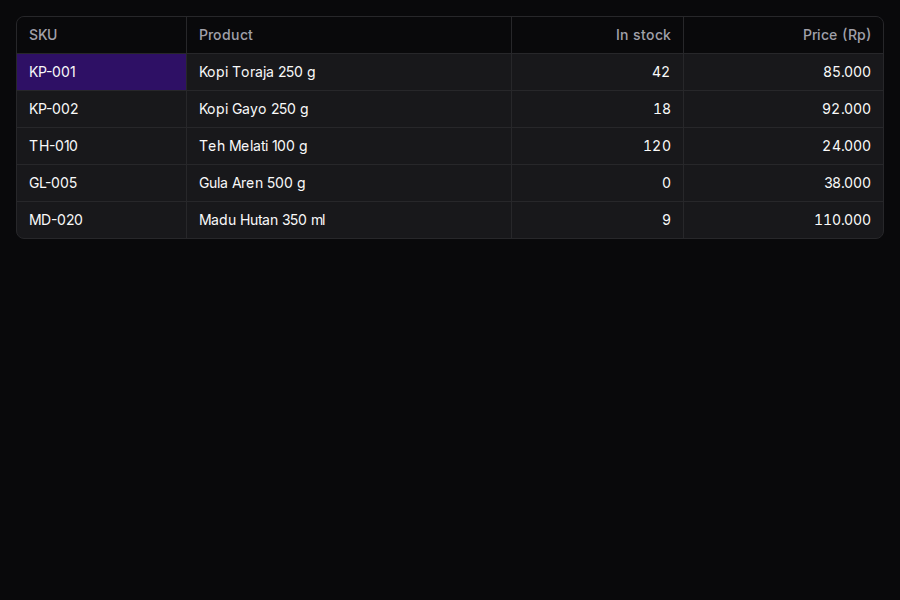 SKU Product In stock Price (Rp)
KP-001 Kopi Toraja 250 g 42 85.000
KP-002 Kopi Gayo 250 g 18 92.000
TH-010 Teh Melati 100 g 120 24.000
GL-005 Gula Aren 500 g 0 38.000
MD-020 Madu Hutan 350 ml 9 110.000